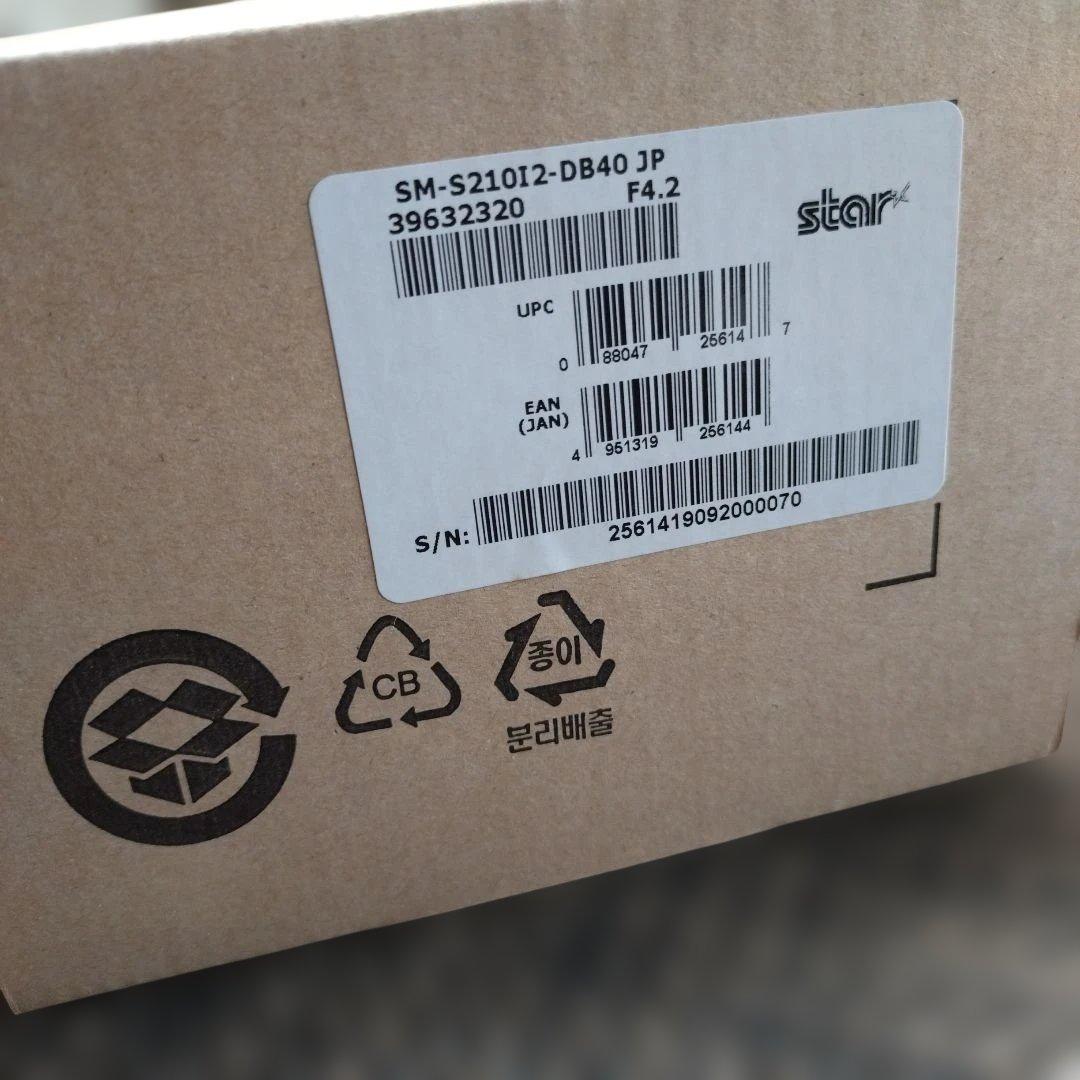 SM-S210I2-DB40 JP
39632320 F4.2
star
UPC
0 88047 25614 7
EAN
(JAN)
4 951319 256144
S/N: 2561419092000070
CB
종이
분리배출